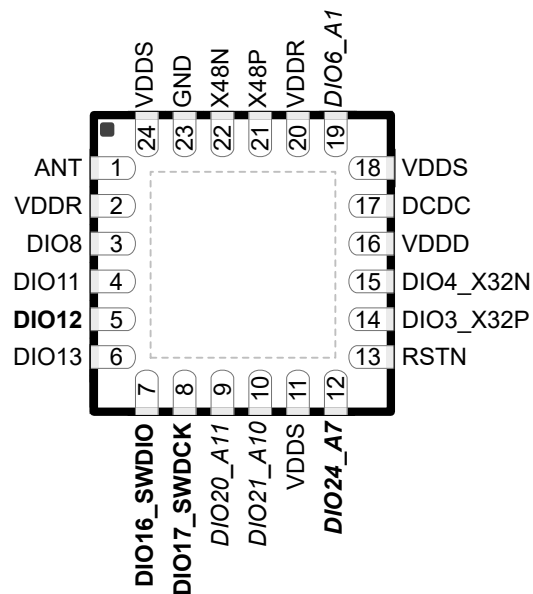 VDDS
GND
X48N
X48P
VDDR
DIO6_A1
24
23
22
21
20
19
ANT 1
VDDR 2
DIO8 3
DIO11 4
DIO12 5
DIO13 6
18 VDDS
17 DCDC
16 VDDD
15 DIO4_X32N
14 DIO3_X32P
13 RSTN
7
8
9
10
11
12
DIO16_SWDIO
DIO17_SWDCK
DIO20_A11
DIO21_A10
VDDS
DIO24_A7